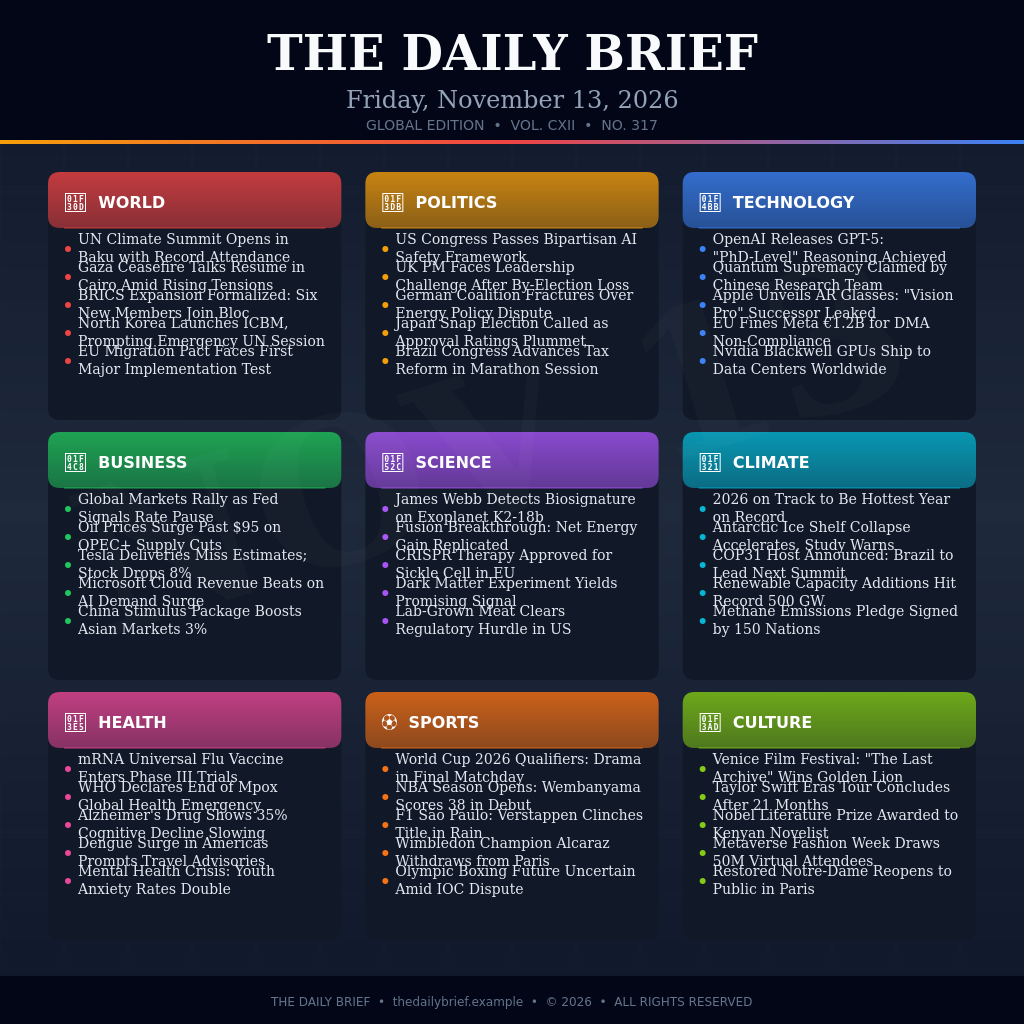 THE DAILY BRIEF
Friday, November 13, 2026
GLOBAL EDITION • VOL. CXII • NO. 317
WORLD
UN Climate Summit Opens in
Baku with Record Attendance
Gaza Ceasefire Talks Resume in
Cairo Amid Rising Tensions
BRICS Expansion Formalized: Six
New Members Join Bloc
North Korea Launches ICBM,
Prompting Emergency UN Session
EU Migration Pact Faces First
Major Implementation Test
POLITICS
US Congress Passes Bipartisan AI
Safety Framework
UK PM Faces Leadership
Challenge After By-Election Loss
German Coalition Fractures Over
Energy Policy Dispute
Japan Snap Election Called as
Approval Ratings Plummet
Brazil Congress Advances Tax
Reform in Marathon Session
TECHNOLOGY
OpenAI Releases GPT-5:
"PhD-Level" Reasoning Achieved
Quantum Supremacy Claimed by
Chinese Research Team
Apple Unveils AR Glasses: "Vision
Pro" Successor Leaked
EU Fines Meta €1.2B for DMA
Non-Compliance
Nvidia Blackwell GPUs Ship to
Data Centers Worldwide
BUSINESS
Global Markets Rally as Fed
Signals Rate Pause
Oil Prices Surge Past $95 on
OPEC+ Supply Cuts
Tesla Deliveries Miss Estimates;
Stock Drops 8%
Microsoft Cloud Revenue Beats on
AI Demand Surge
China Stimulus Package Boosts
Asian Markets 3%
SCIENCE
James Webb Detects Biosignature
on Exoplanet K2-18b
Fusion Breakthrough: Net Energy
Gain Replicated
CRISPR Therapy Approved for
Sickle Cell in EU
Dark Matter Experiment Yields
Promising Signal
Lab-Grown Meat Clears
Regulatory Hurdle in US
CLIMATE
2026 on Track to Be Hottest Year
on Record
Antarctic Ice Shelf Collapse
Accelerates, Study Warns
COP31 Host Announced: Brazil to
Lead Next Summit
Renewable Capacity Additions Hit
Record 500 GW
Methane Emissions Pledge Signed
by 150 Nations
HEALTH
mRNA Universal Flu Vaccine
Enters Phase III Trials
WHO Declares End of Mpox
Global Health Emergency
Alzheimer's Drug Shows 35%
Cognitive Decline Slowing
Dengue Surge in Americas
Prompts Travel Advisories
Mental Health Crisis: Youth
Anxiety Rates Double
SPORTS
World Cup 2026 Qualifiers: Drama
in Final Matchday
NBA Season Opens: Wembanyama
Scores 38 in Debut
F1 Sao Paulo: Verstappen Clinches
Title in Rain
Wimbledon Champion Alcaraz
Withdraws from Paris
Olympic Boxing Future Uncertain
Amid IOC Dispute
CULTURE
Venice Film Festival: "The Last
Archive" Wins Golden Lion
Taylor Swift Eras Tour Concludes
After 21 Months
Nobel Literature Prize Awarded to
Kenyan Novelist
Metaverse Fashion Week Draws
50M Virtual Attendees
Restored Notre-Dame Reopens to
Public in Paris
NOV 13
THE DAILY BRIEF • thedailybrief.example • © 2026 • ALL RIGHTS RESERVED